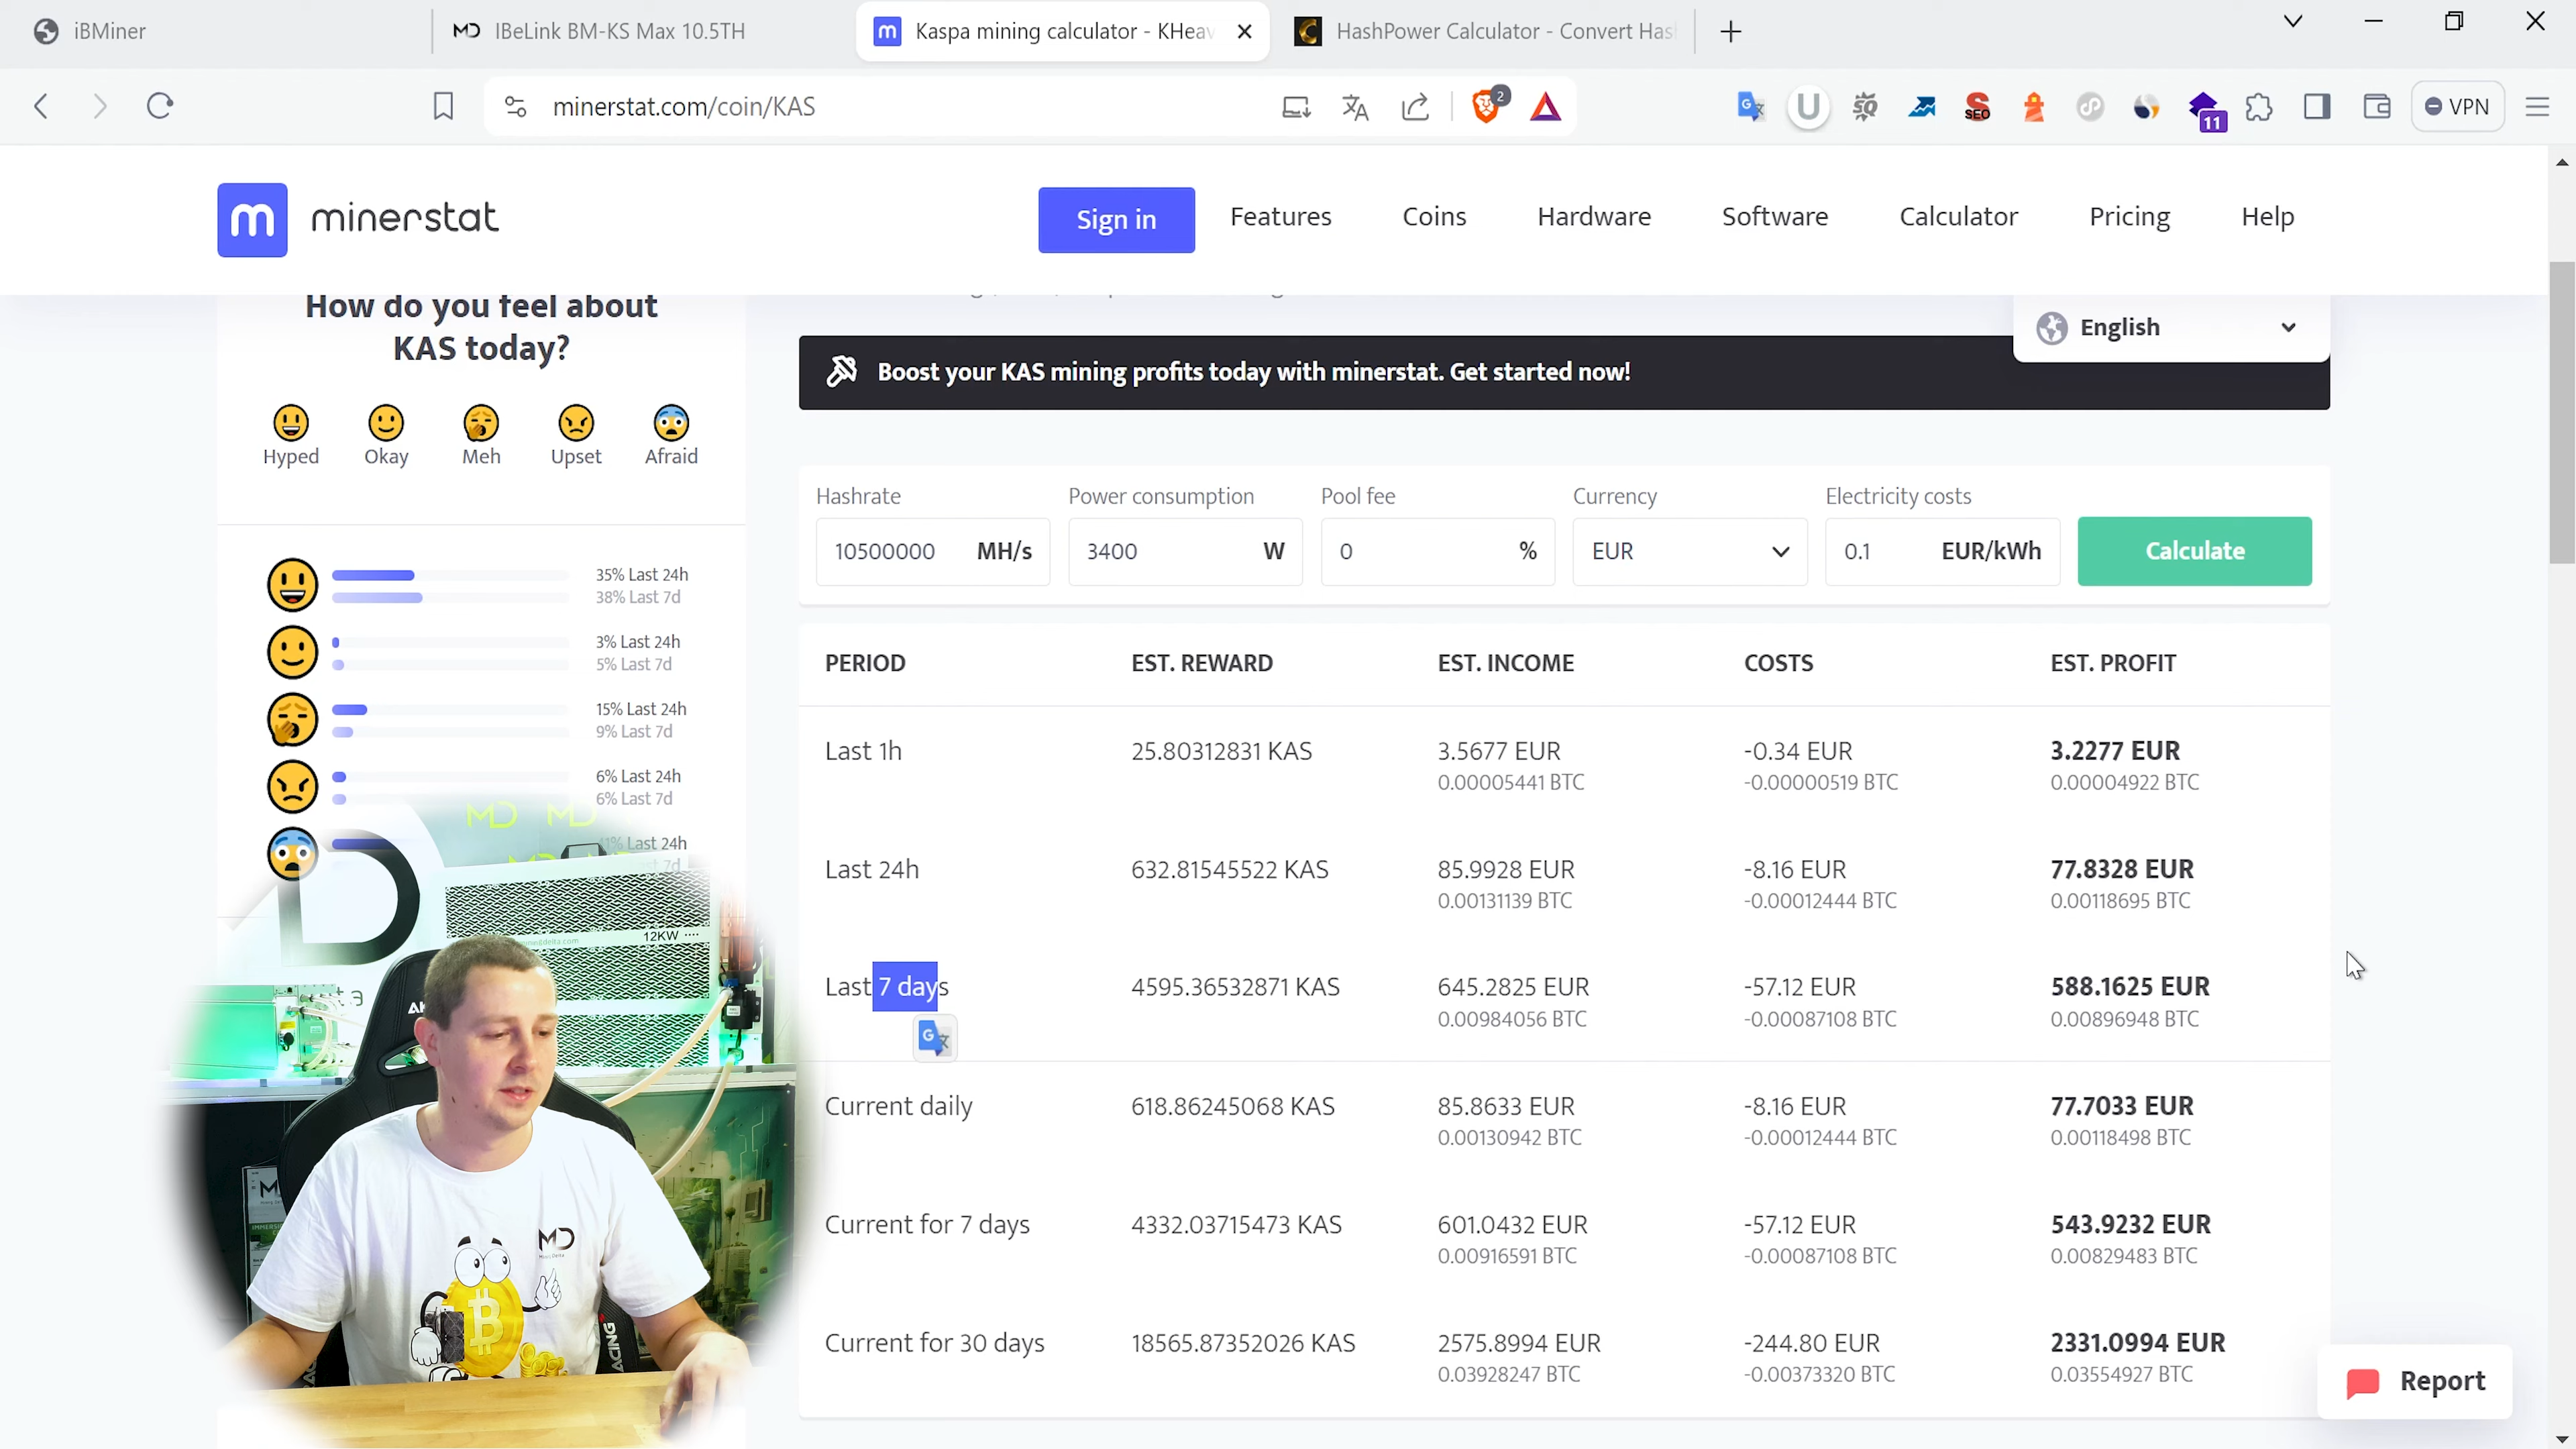 iBMiner
MD IBeLink BM-KS Max 10.5TH
m Kaspa mining calculator - KHeav
HashPower Calculator - Convert Has
minerstat.com/coin/KAS
2
SEO
11
VPN
m minerstat
Sign in
Features
Coins
Hardware
Software
Calculator
Pricing
Help
English
How do you feel about
KAS today?
Hyped
Okay
Meh
Upset
Afraid
35% Last 24h
38% Last 7d
3% Last 24h
5% Last 7d
15% Last 24h
9% Last 7d
6% Last 24h
6% Last 7d
Last 24h
7d
Boost your KAS mining profits today with minerstat. Get started now!
Hashrate
Power consumption
Pool fee
Currency
Electricity costs
10500000 MH/s
3400 W
0 %
EUR
0.1 EUR/kWh
Calculate
PERIOD EST. REWARD EST. INCOME COSTS EST. PROFIT
Last 1h 25.80312831 KAS 3.5677 EUR -0.34 EUR 3.2277 EUR
0.00005441 BTC -0.00000519 BTC 0.00004922 BTC
Last 24h 632.81545522 KAS 85.9928 EUR -8.16 EUR 77.8328 EUR
0.00131139 BTC -0.00012444 BTC 0.00118695 BTC
Last 7 days 4595.36532871 KAS 645.2825 EUR -57.12 EUR 588.1625 EUR
0.00984056 BTC -0.00087108 BTC 0.00896948 BTC
Current daily 618.86245068 KAS 85.8633 EUR -8.16 EUR 77.7033 EUR
0.00130942 BTC -0.00012444 BTC 0.00118498 BTC
Current for 7 days 4332.03715473 KAS 601.0432 EUR -57.12 EUR 543.9232 EUR
0.00916591 BTC -0.00087108 BTC 0.00829483 BTC
Current for 30 days 18565.87352026 KAS 2575.8994 EUR -244.80 EUR 2331.0994 EUR
0.03928247 BTC -0.00373320 BTC 0.03554927 BTC
Report
MD MD
12KW
MD
RACING